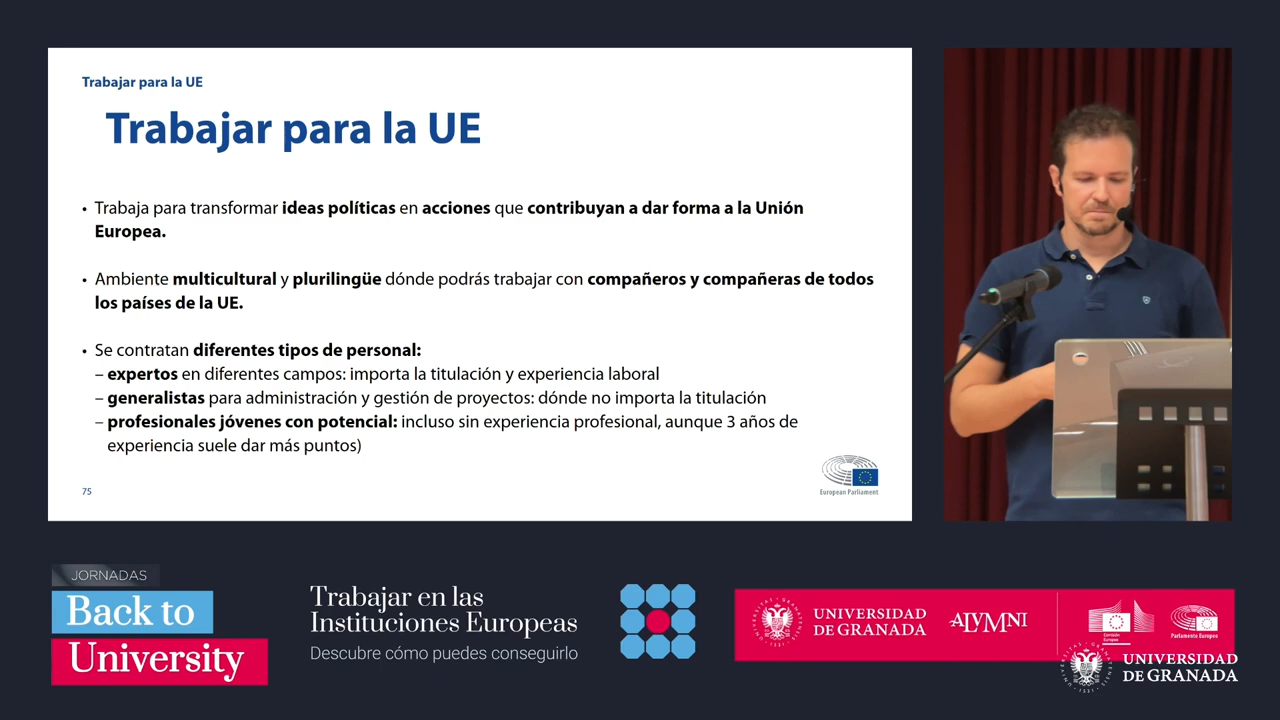 Trabajar para la UE
Trabajar para la UE
• Trabaja para transformar ideas políticas en acciones que contribuyan a dar forma a la Unión
Europea.
• Ambiente multicultural y plurilingüe dónde podrás trabajar con compañeros y compañeras de todos
los países de la UE.
• Se contratan diferentes tipos de personal:
– expertos en diferentes campos: importa la titulación y experiencia laboral
– generalistas para administración y gestión de proyectos: dónde no importa la titulación
– profesionales jóvenes con potencial: incluso sin experiencia profesional, aunque 3 años de
experiencia suele dar más puntos)
75
European Parliament
JORNADAS
Back to
University
Trabajar en las
Instituciones Europeas
Descubre cómo puedes conseguirlo
UNIVERSIDAD
DE GRANADA
ALVMNI
Comisión
Europea
Parlamento Europeo
UNIVERSIDAD
DE GRANADA